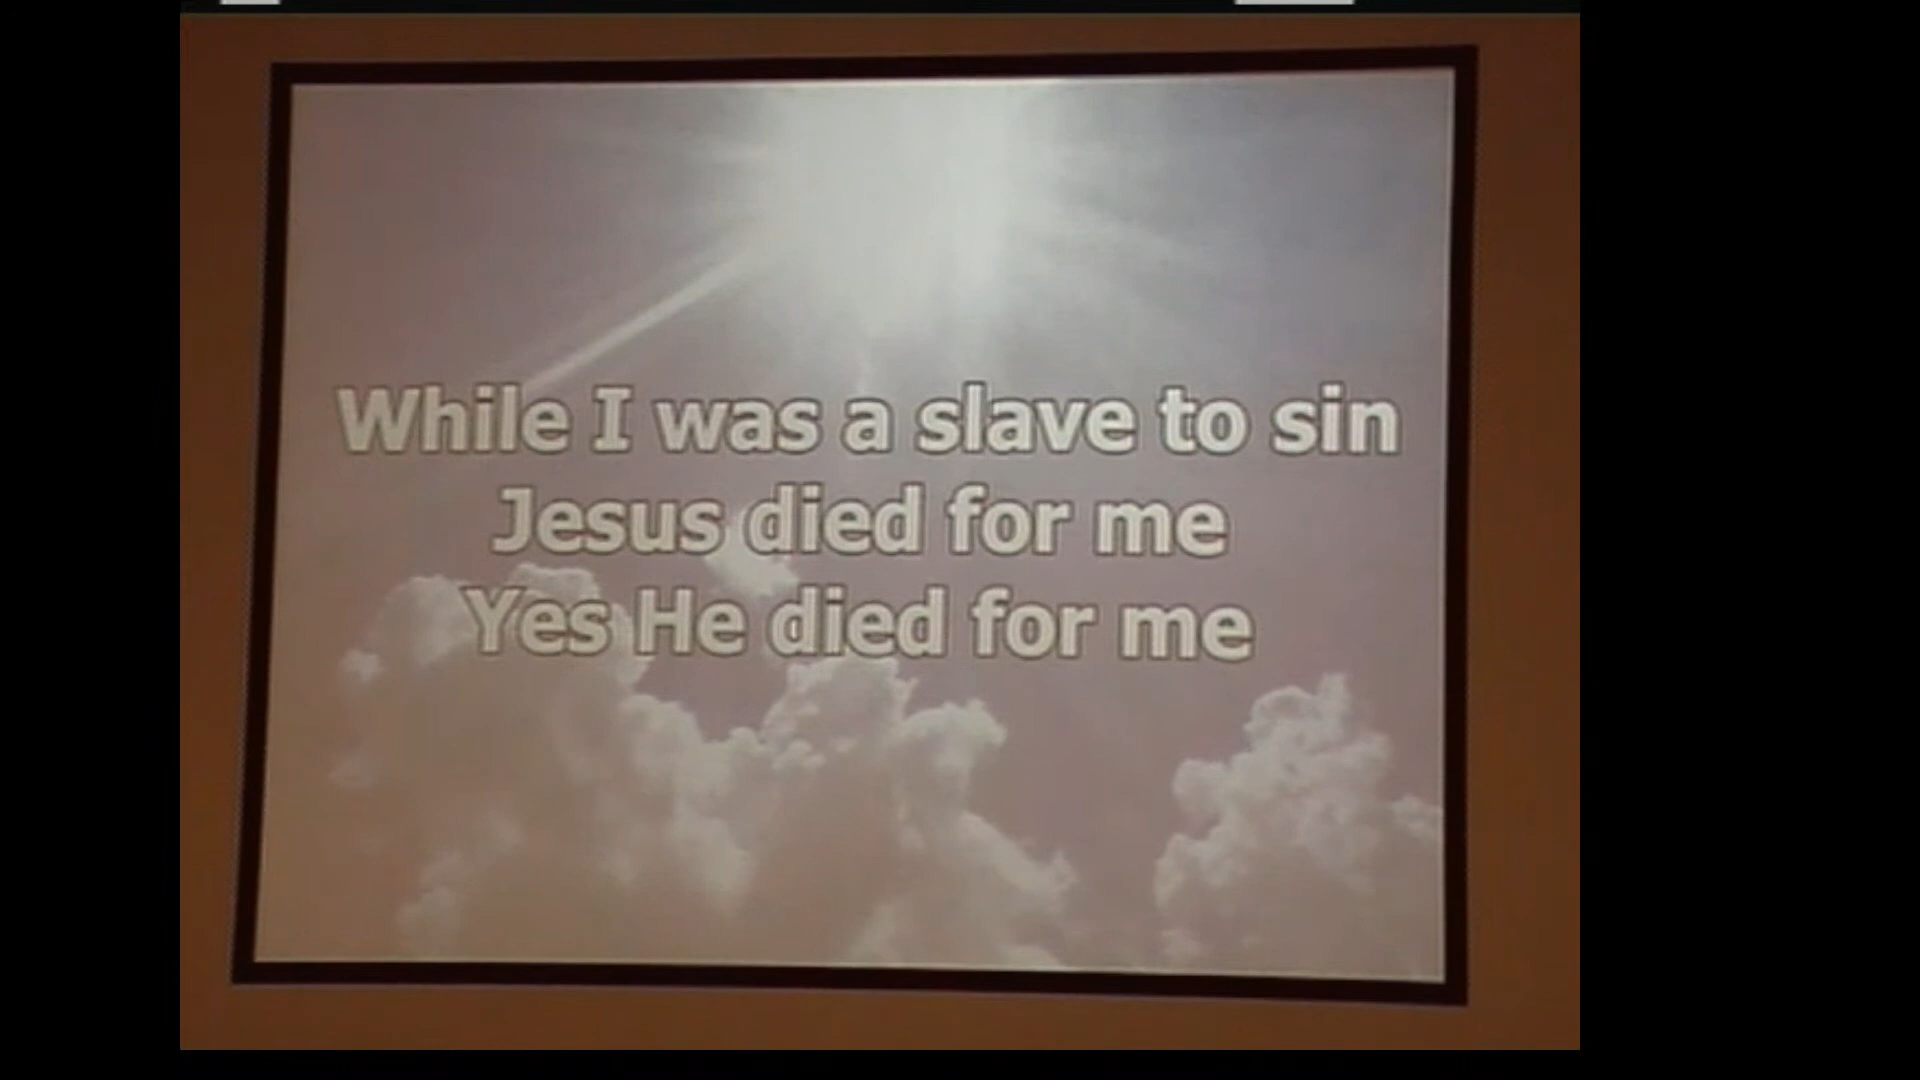 While I was a slave to sin
Jesus died for me
Yes He died for me